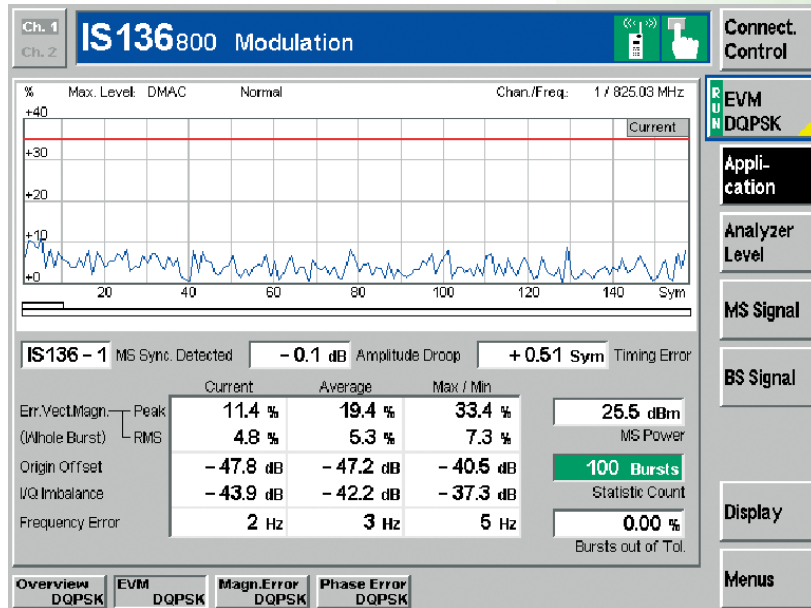 Ch. 1
Ch. 2
IS136 800 Modulation
Connect. Control
% Max. Level: DMAC Normal Chan./Freq.: 1 / 825.03 MHz
+40
Current
+30
+20
+10
+0
20 40 60 80 100 120 140 Sym
RUN
EVM DQPSK
Appli-
cation
Analyzer
Level
MS Signal
BS Signal
IS136 – 1 MS Sync. Detected – 0.1 dB Amplitude Droop + 0.51 Sym Timing Error
Current Average Max / Min
Err.Vect.Magn. Peak 11.4 % 19.4 % 33.4 %
(Whole Burst) RMS 4.8 % 5.3 % 7.3 %
Origin Offset – 47.8 dB – 47.2 dB – 40.5 dB
I/Q Imbalance – 43.9 dB – 42.2 dB – 37.3 dB
Frequency Error 2 Hz 3 Hz 5 Hz
25.5 dBm
MS Power
100 Bursts
Statistic Count
0.00 %
Bursts out of Tol.
Display
Menus
Overview DQPSK
EVM DQPSK
Magn.Error DQPSK
Phase Error DQPSK